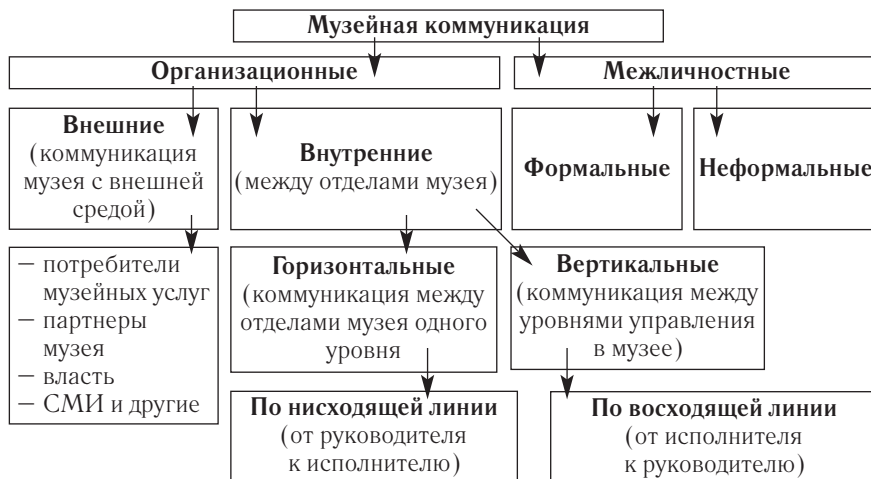 Музейная коммуникация
Организационные
Межличностные
Внешние
(коммуникация
музея с внешней
средой)
Внутренние
(между отделами музея)
Формальные
Неформальные
— потребители
музейных услуг
— партнеры
музея
— власть
— СМИ и другие
Горизонтальные
(коммуникация между
отделами музея одного
уровня
Вертикальные
(коммуникация между
уровнями управления
в музее)
По нисходящей линии
(от руководителя
к исполнителю)
По восходящей линии
(от исполнителя
к руководителю)